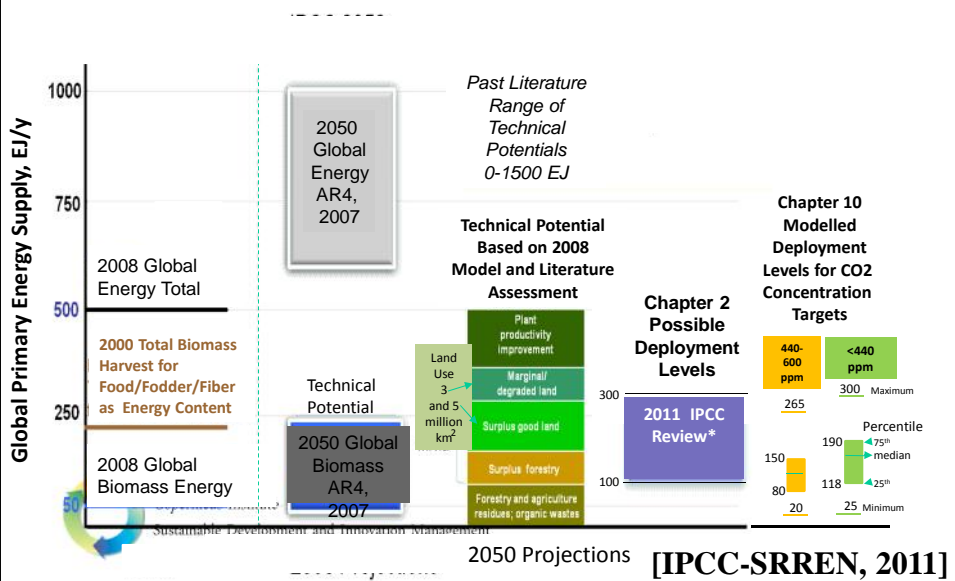 Global Primary Energy Supply, EJ/y
1000
750
500
250
50
2008 Global
Energy Total
2000 Total Biomass
Harvest for
Food/Fodder/Fiber
as Energy Content
2008 Global
Biomass Energy
2050
Global
Energy
AR4,
2007
Technical
Potential
2050 Global
Biomass
AR4,
2007
Past Literature
Range of
Technical
Potentials
0-1500 EJ
Technical Potential
Based on 2008
Model and Literature
Assessment
Land
Use
3
and 5
million
km2
Plant
productivity
improvement
Marginal/
degraded land
Surplus good land
Surplus forestry
Forestry and agriculture
residues; organic wastes
Chapter 2
Possible
Deployment
Levels
300
2011 IPCC
Review*
100
Chapter 10
Modelled
Deployment
Levels for CO2
Concentration
Targets
440-
600
ppm
<440
ppm
265
300 Maximum
Percentile
150
190 75th
median
80
118 25th
20
25 Minimum
Sustainable Development and Innovation Management
2050 Projections
[IPCC-SRREN, 2011]